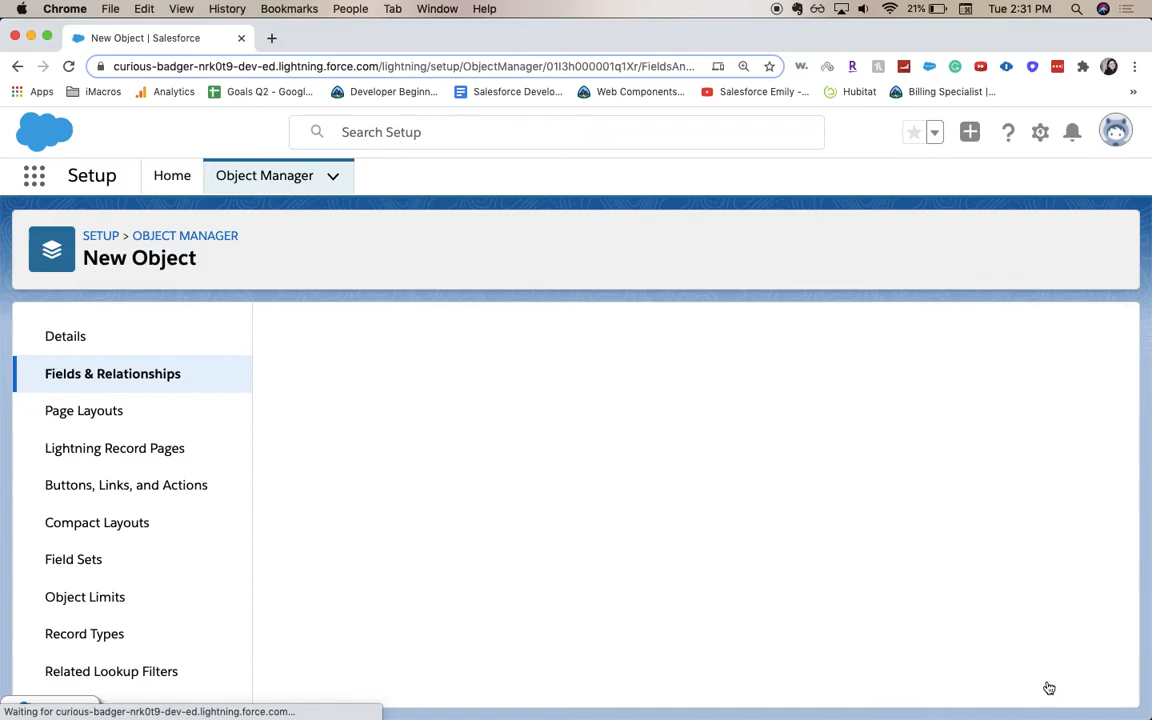 Chrome File Edit View History Bookmarks People Tab Window Help 21% Tue 2:31 PM
New Object | Salesforce
curious-badger-nrk0t9-dev-ed.lightning.force.com/lightning/setup/ObjectManager/01I3h000001q1Xr/FieldsAn...
Apps iMacros Analytics Goals Q2 - Googl... Developer Beginn... Salesforce Develo... Web Components... Salesforce Emily -... Hubitat Billing Specialist |... »
Search Setup
Setup Home Object Manager
SETUP > OBJECT MANAGER
New Object
Details
Fields & Relationships
Page Layouts
Lightning Record Pages
Buttons, Links, and Actions
Compact Layouts
Field Sets
Object Limits
Record Types
Related Lookup Filters
Waiting for curious-badger-nrk0t9-dev-ed.lightning.force.com...